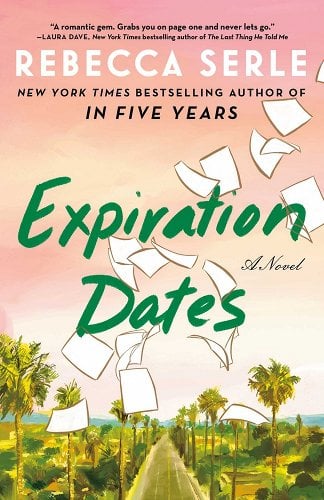 “A romantic gem. Grabs you on page one and never lets go.”
—LAURA DAVE, New York Times bestselling author of The Last Thing He Told Me
REBECCA SERLE
NEW YORK TIMES BESTSELLING AUTHOR OF
IN FIVE YEARS
Expiration
A Novel
Dates